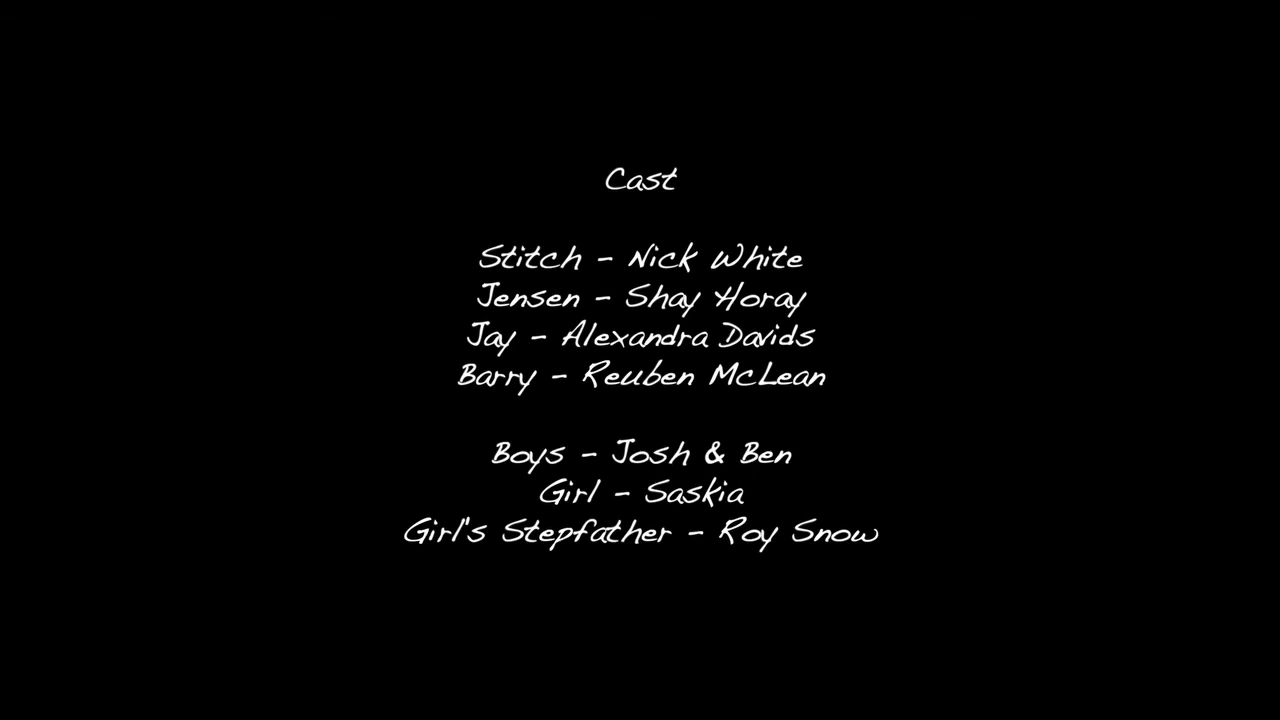 Cast
Stitch - Nick White
Jensen - Shay Horay
Jay - Alexandra Davids
Barry - Reuben McLean
Boys - Josh & Ben
Girl - Saskia
Girl's Stepfather - Roy Snow